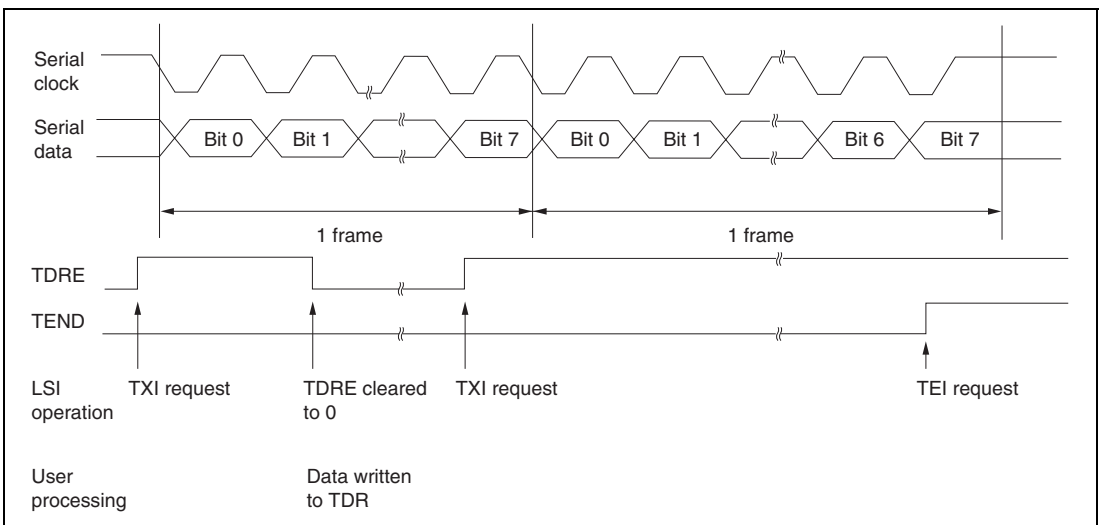 Serial
clock
Serial
data
Bit 0
Bit 1
Bit 7
Bit 0
Bit 1
Bit 6
Bit 7
1 frame
1 frame
TDRE
TEND
LSI
operation
TXI request
TDRE cleared
to 0
TXI request
TEI request
User
processing
Data written
to TDR